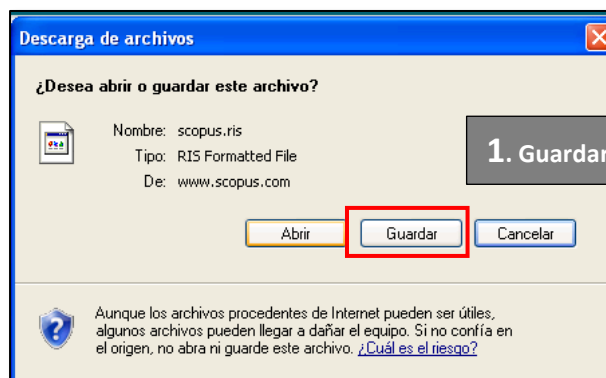 Descarga de archivos
¿Desea abrir o guardar este archivo?
Nombre: scopus.ris
Tipo: RIS Formatted File
De: www.scopus.com
1. Guardar
Abrir Guardar Cancelar
Aunque los archivos procedentes de Internet pueden ser útiles,
algunos archivos pueden llegar a dañar el equipo. Si no confía en
el origen, no abra ni guarde este archivo. ¿Cuál es el riesgo?